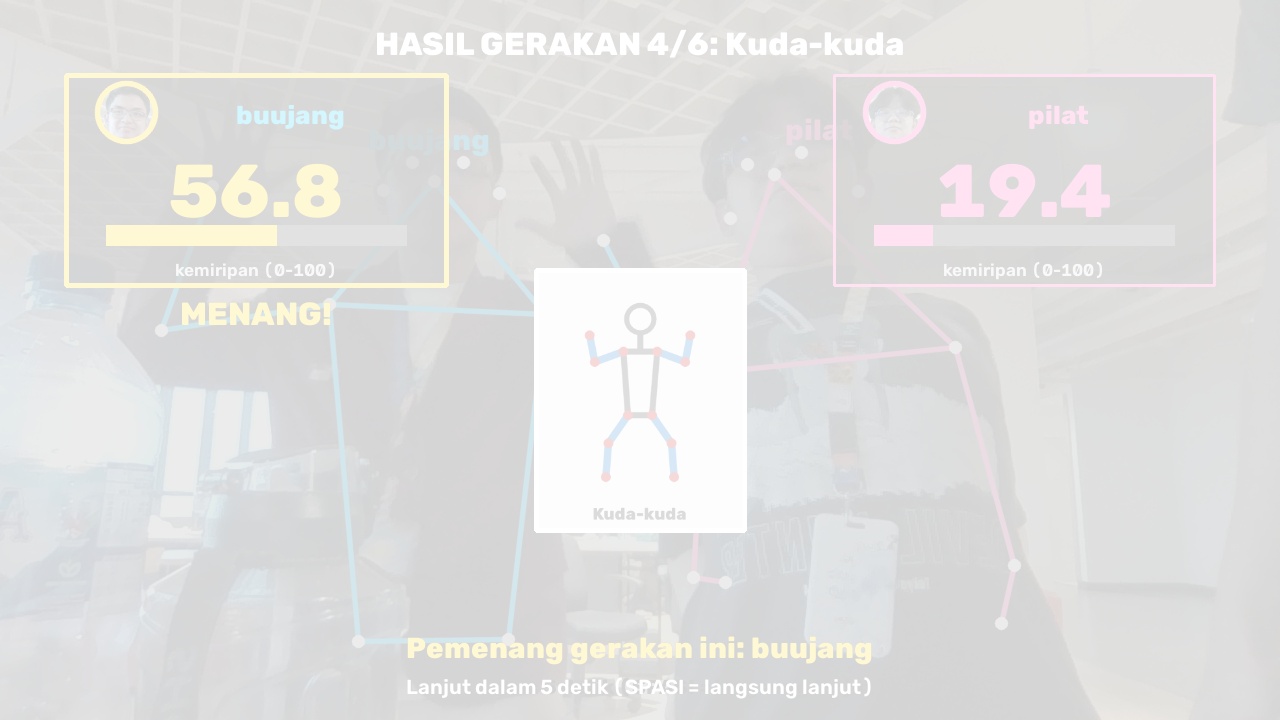 HASIL GERAKAN 4/6: Kuda-kuda
buujang
buujang
56.8
kemiripan (0-100)
MENANG!
pilat
pilat
19.4
kemiripan (0-100)
Kuda-kuda
Pemenang gerakan ini: buujang
Lanjut dalam 5 detik (SPASI = langsung lanjut)